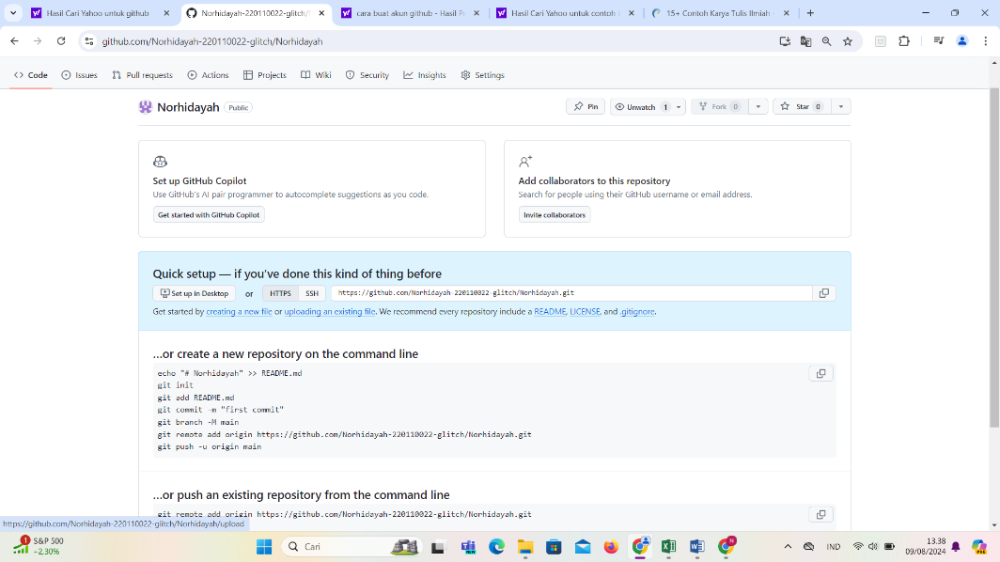 Hasil Cari Yahoo untuk github
Norhidayah-220110022-glitch/
cara buat akun github - Hasil P
Hasil Cari Yahoo untuk contoh k
15+ Contoh Karya Tulis Ilmiah -
github.com/Norhidayah-220110022-glitch/Norhidayah
Code
Issues
Pull requests
Actions
Projects
Wiki
Security
Insights
Settings
Norhidayah Public
Pin
Unwatch 1
Fork 0
Star 0
Set up GitHub Copilot
Use GitHub's AI pair programmer to autocomplete suggestions as you code.
Get started with GitHub Copilot
Add collaborators to this repository
Search for people using their GitHub username or email address.
Invite collaborators
Quick setup — if you've done this kind of thing before
Set up in Desktop or HTTPS SSH https://github.com/Norhidayah-220110022-glitch/Norhidayah.git
Get started by creating a new file or uploading an existing file. We recommend every repository include a README, LICENSE, and .gitignore.
…or create a new repository on the command line
echo "# Norhidayah" >> README.md
git init
git add README.md
git commit -m "first commit"
git branch -M main
git remote add origin https://github.com/Norhidayah-220110022-glitch/Norhidayah.git
git push -u origin main
…or push an existing repository from the command line
git remote add origin https://github.com/Norhidayah-220110022-glitch/Norhidayah.git
https://github.com/Norhidayah-220110022-glitch/Norhidayah/upload
1
S&P 500
+2,30%
Cari
N
IND
13.38
09/08/2024
PRE